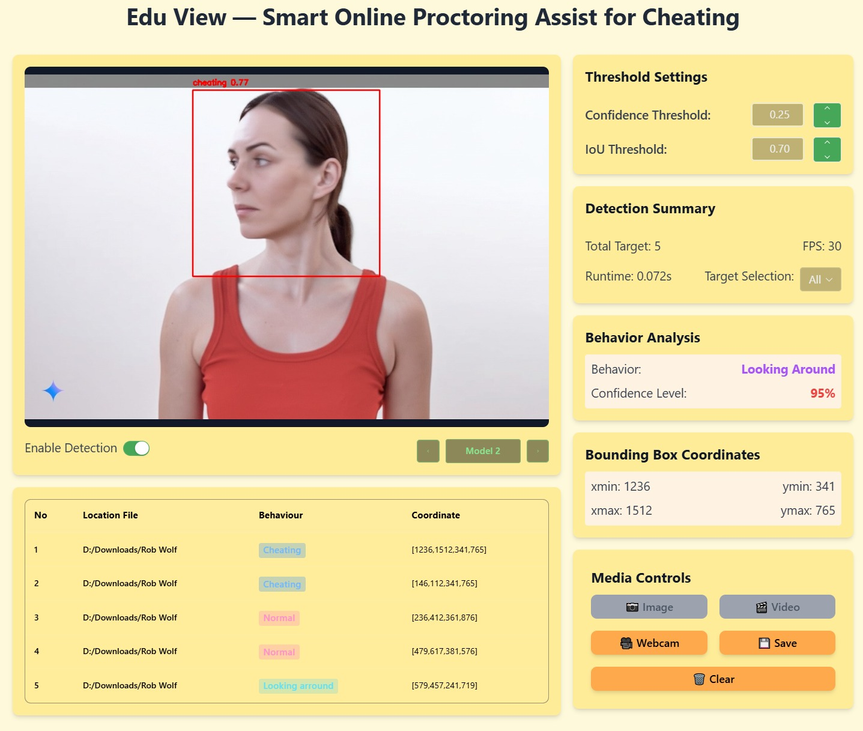 Edu View — Smart Online Proctoring Assist for Cheating
cheating 0.77
Enable Detection
Model 2
No Location File Behaviour Coordinate
1 D:/Downloads/Rob Wolf Cheating [1236,1512,341,765]
2 D:/Downloads/Rob Wolf Cheating [146,112,341,765]
3 D:/Downloads/Rob Wolf Normal [236,412,361,876]
4 D:/Downloads/Rob Wolf Normal [479,617,381,576]
5 D:/Downloads/Rob Wolf Looking arround [579,457,241,719]
Threshold Settings
Confidence Threshold: 0.25
IoU Threshold: 0.70
Detection Summary
Total Target: 5 FPS: 30
Runtime: 0.072s Target Selection: All
Behavior Analysis
Behavior: Looking Around
Confidence Level: 95%
Bounding Box Coordinates
xmin: 1236 ymin: 341
xmax: 1512 ymax: 765
Media Controls
Image Video
Webcam Save
Clear